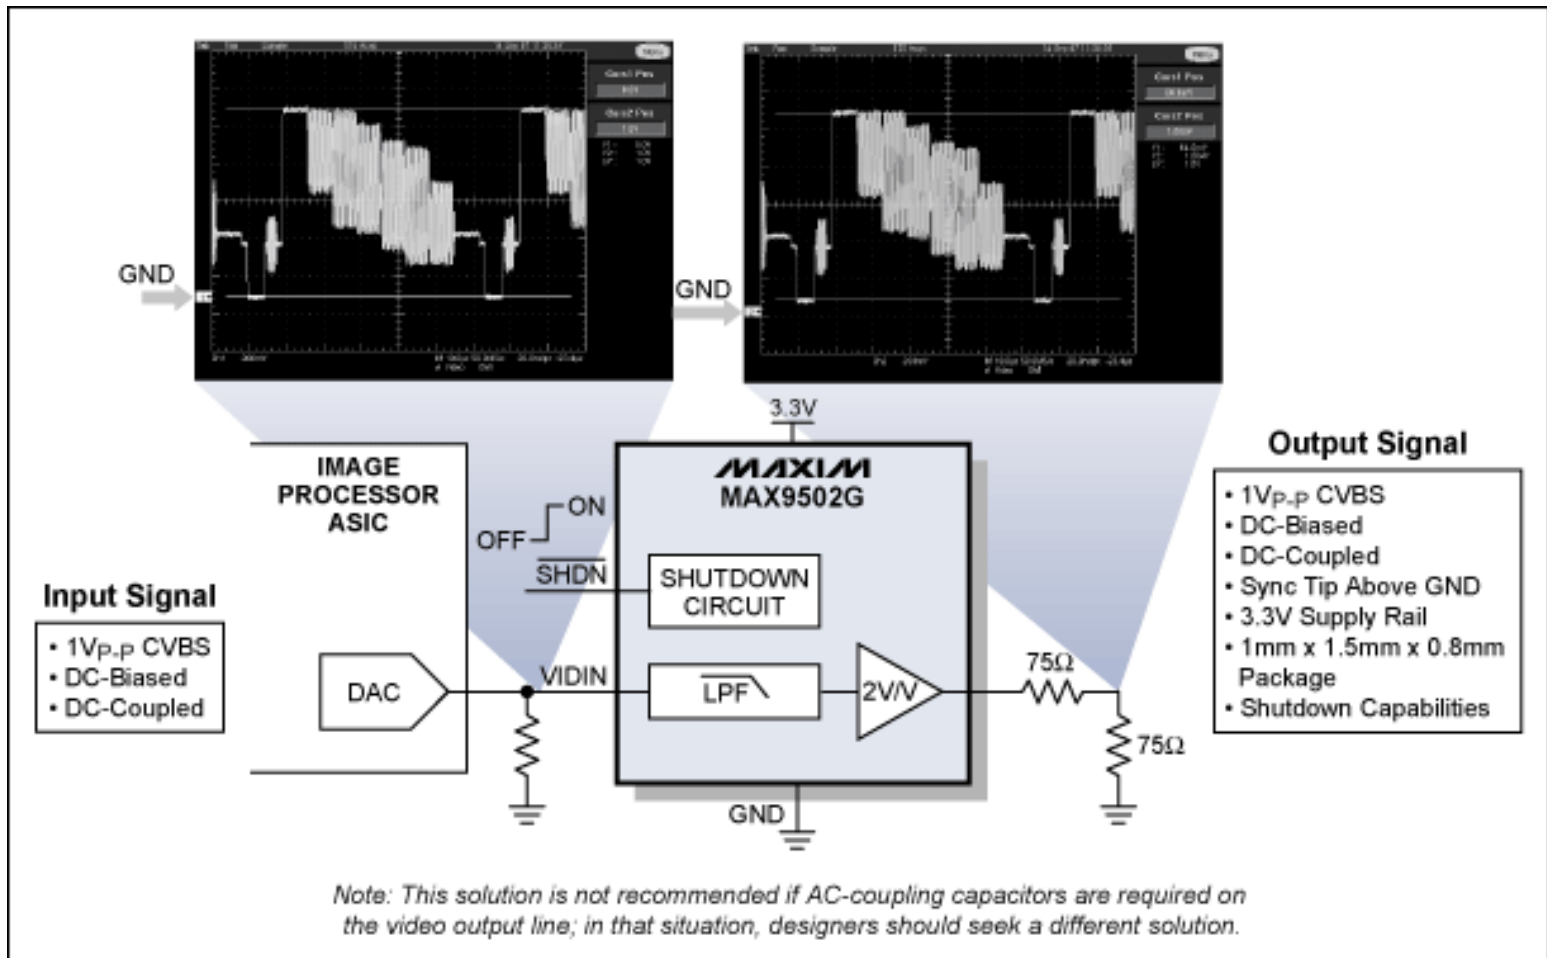 GND
GND
3.3V
IMAGE
PROCESSOR
ASIC
DAC
Input Signal
• 1VP-P CVBS
• DC-Biased
• DC-Coupled
ON
OFF
SHDN
VIDIN
MAXIM
MAX9502G
SHUTDOWN
CIRCUIT
LPF
2V/V
GND
75Ω
75Ω
Output Signal
• 1VP-P CVBS
• DC-Biased
• DC-Coupled
• Sync Tip Above GND
• 3.3V Supply Rail
• 1mm x 1.5mm x 0.8mm
Package
• Shutdown Capabilities
Note: This solution is not recommended if AC-coupling capacitors are required on
the video output line; in that situation, designers should seek a different solution.